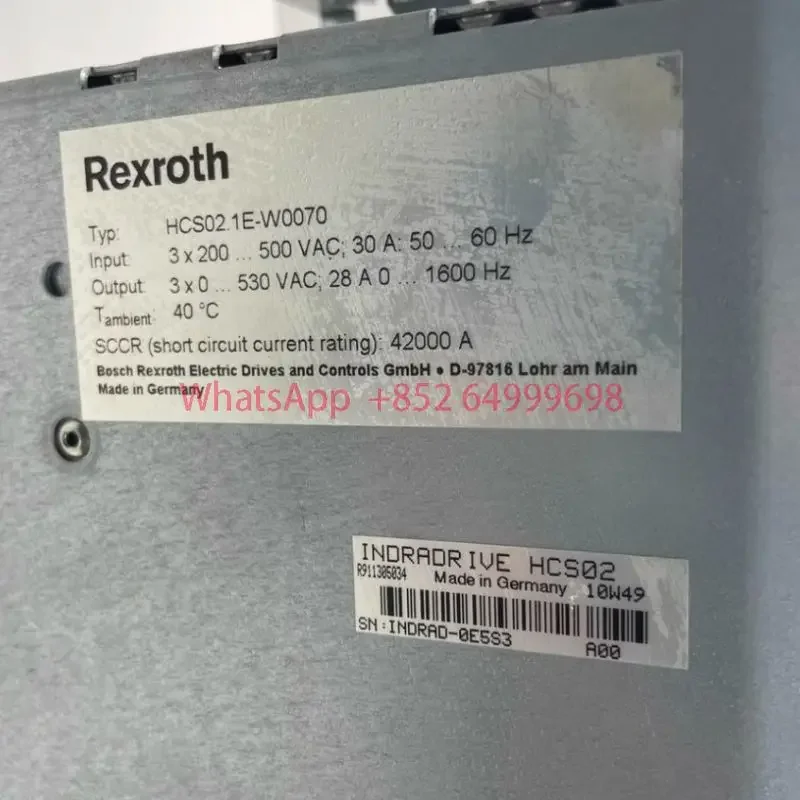 Rexroth
Typ: HCS02.1E-W0070
Input: 3 x 200 ... 500 VAC; 30 A: 50 ... 60 Hz
Output: 3 x 0 ... 530 VAC; 28 A 0 ... 1600 Hz
Tambient: 40 °C
SCCR (short circuit current rating): 42000 A
Bosch Rexroth Electric Drives and Controls GmbH • D-97816 Lohr am Main
Made in Germany
WhatsApp +852 64999698
INDRADRIVE HCS02
R911305034 Made in Germany 10W49
SN:INDRAD-0E5S3 A00